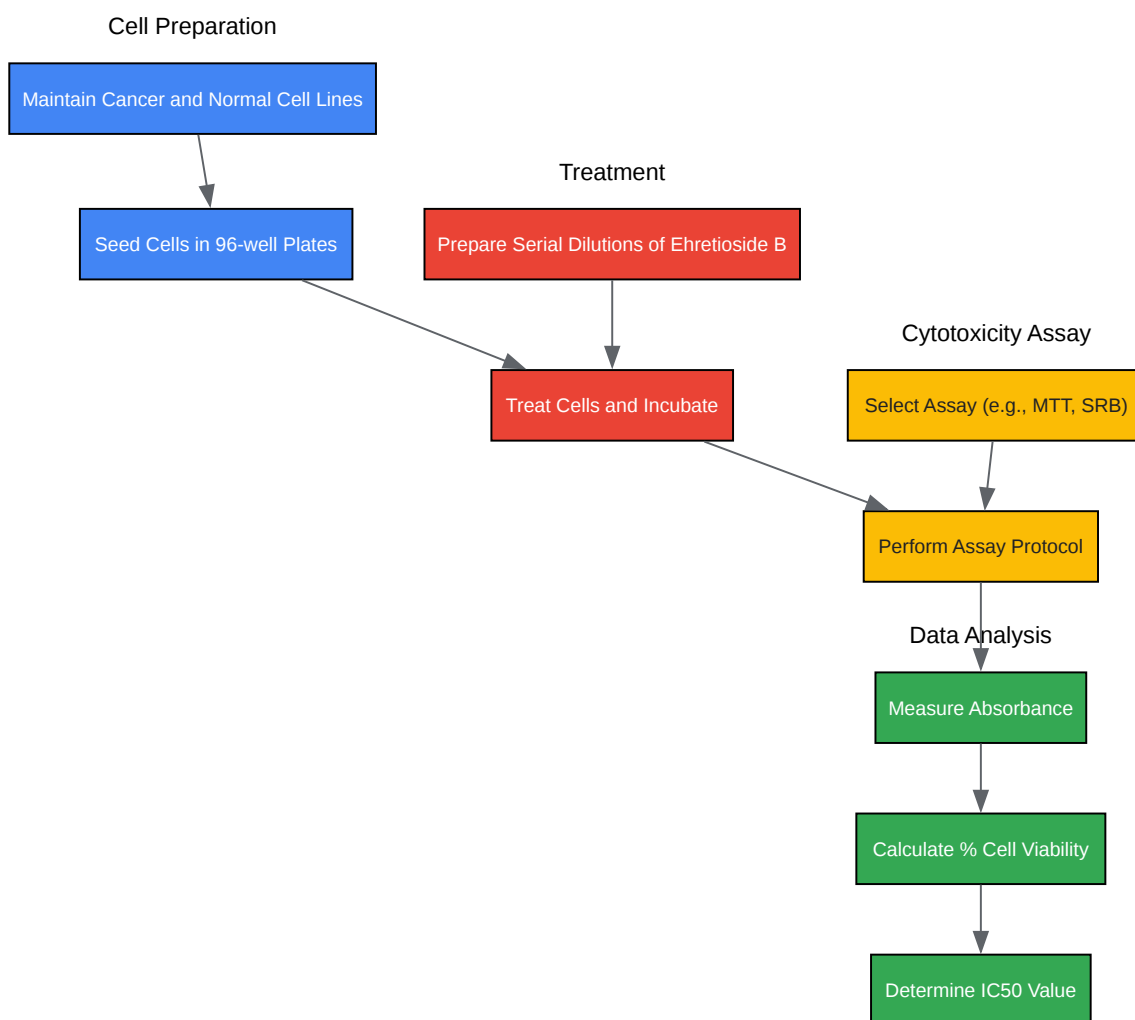 Cell Preparation
Maintain Cancer and Normal Cell Lines
Treatment
Seed Cells in 96-well Plates
Prepare Serial Dilutions of Ehretioside B
Cytotoxicity Assay
Treat Cells and Incubate
Select Assay (e.g., MTT, SRB)
Perform Assay Protocol
Data Analysis
Measure Absorbance
Calculate % Cell Viability
Determine IC50 Value